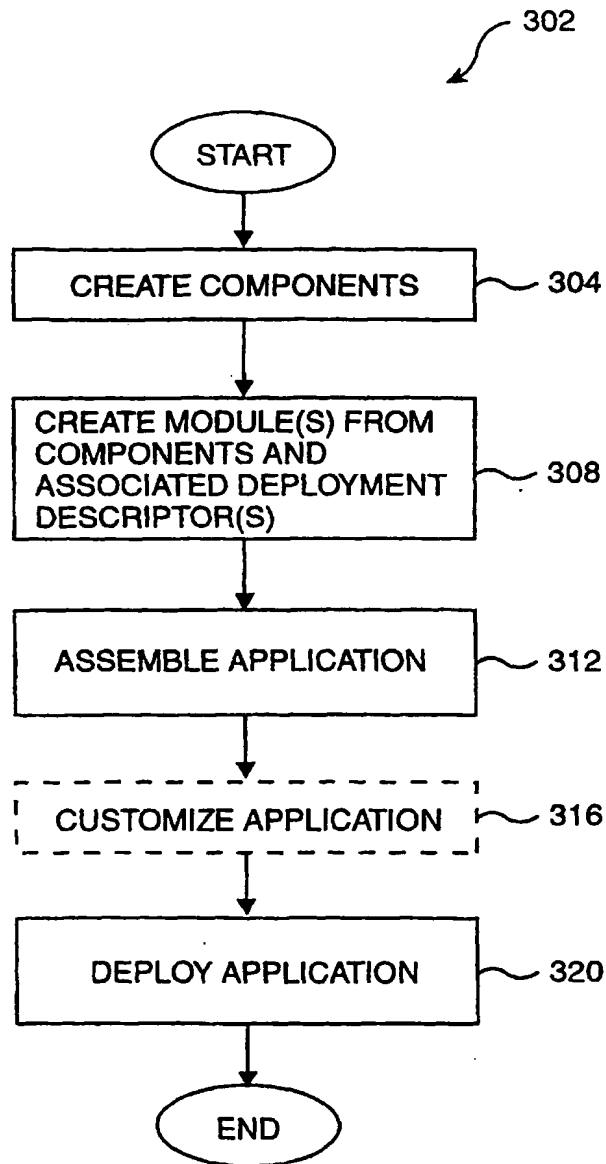 302
START
CREATE COMPONENTS
304
CREATE MODULE(S) FROM
COMPONENTS AND
ASSOCIATED DEPLOYMENT
DESCRIPTOR(S)
308
ASSEMBLE APPLICATION
312
CUSTOMIZE APPLICATION
316
DEPLOY APPLICATION
320
END